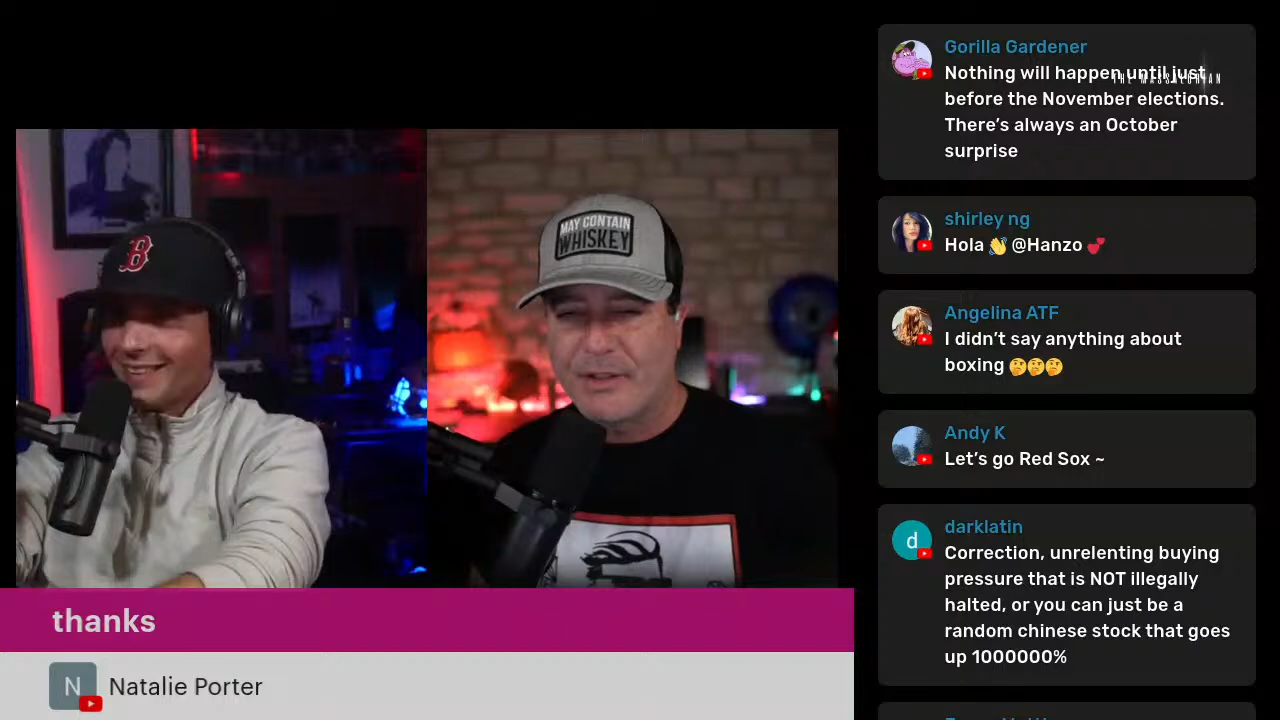 B
MAY CONTAIN
WHISKEY
thanks
N
Natalie Porter
Gorilla Gardener
Nothing will happen until just
before the November elections.
There's always an October
surprise
shirley ng
Hola 👋 @Hanzo 💞
Angelina ATF
I didn't say anything about
boxing 🤔🤔🤔
Andy K
Let's go Red Sox ~
d
darklatin
Correction, unrelenting buying
pressure that is NOT illegally
halted, or you can just be a
random chinese stock that goes
up 1000000%